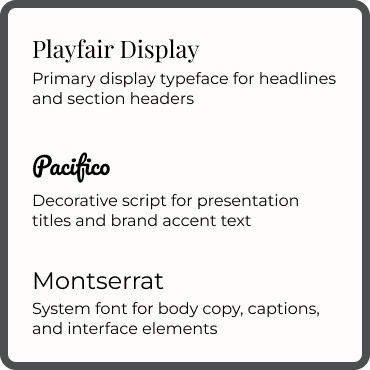 Playfair Display
Primary display typeface for headlines
and section headers
Pacifico
Decorative script for presentation
titles and brand accent text
Montserrat
System font for body copy, captions,
and interface elements